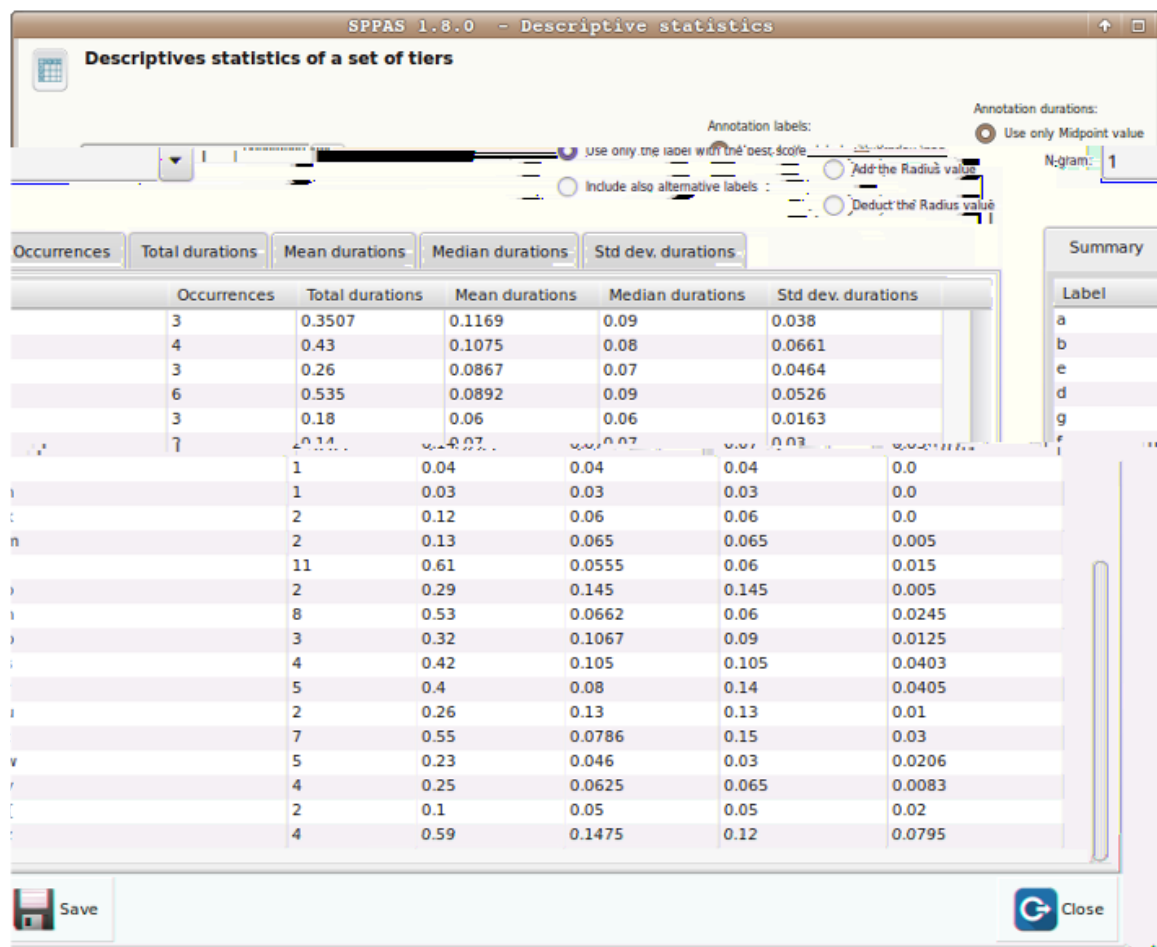 SPPAS 1.8.0 - Descriptive statistics
Descriptives statistics of a set of tiers
Annotation durations:
Annotation labels:
Use only Midpoint value
Use only the label with the best score
N-gram: 1
Add the Radius value
Include also alternative labels :
Deduct the Radius value
Occurrences Total durations Mean durations Median durations Std dev. durations Summary
Occurrences Total durations Mean durations Median durations Std dev. durations Label
3 0.3507 0.1169 0.09 0.038 a
4 0.43 0.1075 0.08 0.0661 b
3 0.26 0.0867 0.07 0.0464 e
6 0.535 0.0892 0.09 0.0526 d
3 0.18 0.06 0.06 0.0163 g
1 0.04 0.04 0.04 0.0
1 0.03 0.03 0.03 0.0
2 0.12 0.06 0.06 0.0
m 2 0.13 0.065 0.065 0.005
11 0.61 0.0555 0.06 0.015
2 0.29 0.145 0.145 0.005
8 0.53 0.0662 0.06 0.0245
3 0.32 0.1067 0.09 0.0125
4 0.42 0.105 0.105 0.0403
5 0.4 0.08 0.14 0.0405
2 0.26 0.13 0.13 0.01
7 0.55 0.0786 0.15 0.03
w 5 0.23 0.046 0.03 0.0206
4 0.25 0.0625 0.065 0.0083
2 0.1 0.05 0.05 0.02
4 0.59 0.1475 0.12 0.0795
Save Close